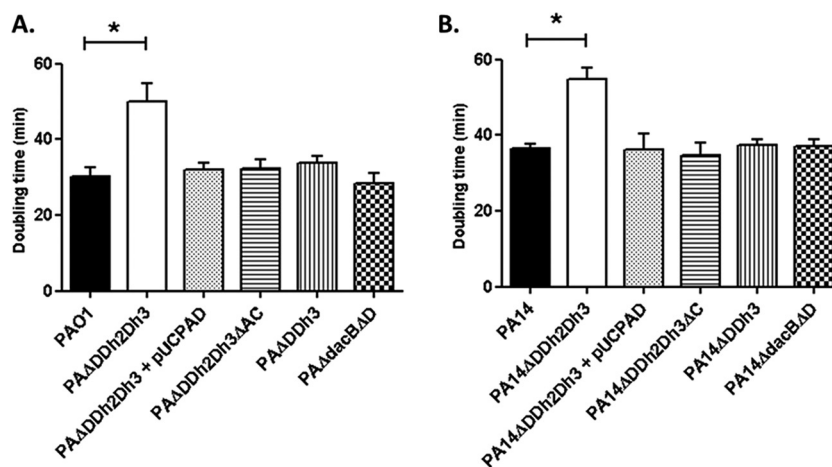 A.
*
Doubling time (min)
60
40
20
0
PAO1
PAΔDDh2Dh3
PAΔDDh2Dh3 + pUCPAD
PAΔDDh2Dh3ΔAC
PAΔDDh3
PAΔdacBΔD
B.
*
Doubling time (min)
60
40
20
0
PA14
PA14ΔDDh2Dh3
PA14ΔDDh2Dh3 + pUCPAD
PA14ΔDDh2Dh3ΔC
PA14ΔDDh3
PA14ΔdacBΔD